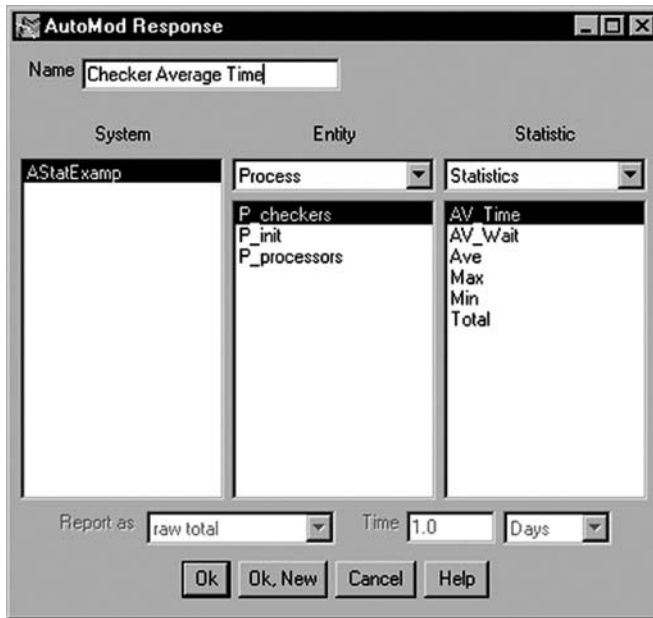 AutoMod Response
Name Checker Average Time
System Entity Statistic
AStatExamp Process Statistics
P_checkers AV_Time
P_init AV_Wait
P_processors Ave
Max
Min
Total
Report as raw total Time 1.0 Days
Ok Ok, New Cancel Help